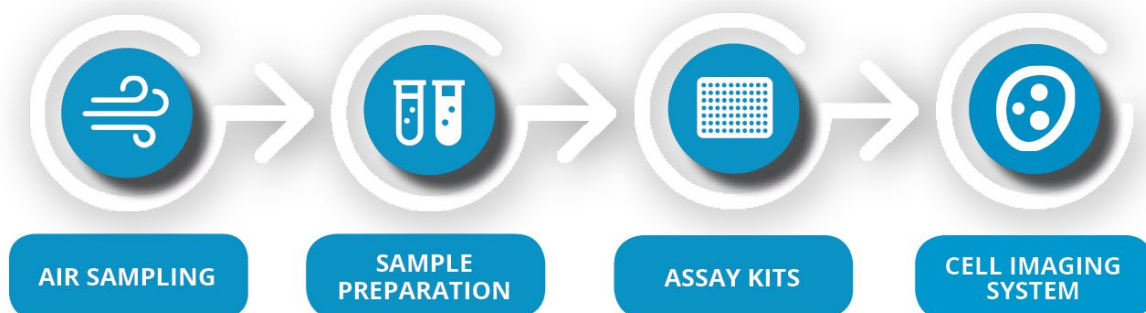 AIR SAMPLING
SAMPLE
PREPARATION
ASSAY KITS
CELL IMAGING
SYSTEM